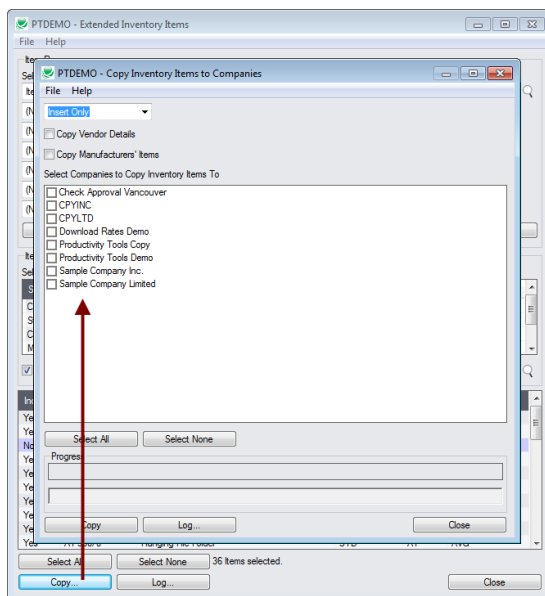 PTDEMO - Extended Inventory Items
File Help
PTDEMO - Copy Inventory Items to Companies
File Help
Insert Only
Copy Vendor Details
Copy Manufacturers' Items
Select Companies to Copy Inventory Items To
Check Approval Vancouver
CPYINC
CPYLTD
Download Rates Demo
Productivity Tools Copy
Productivity Tools Demo
Sample Company Inc.
Sample Company Limited
Select All Select None
Progress
Copy Log... Close
Select All Select None 36 Items selected.
Copy... Log... Close